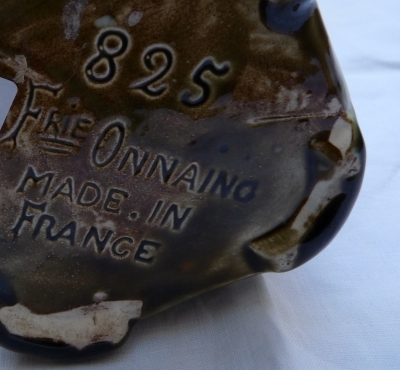 825
FRIE ONNAING
MADE. IN
FRANCE